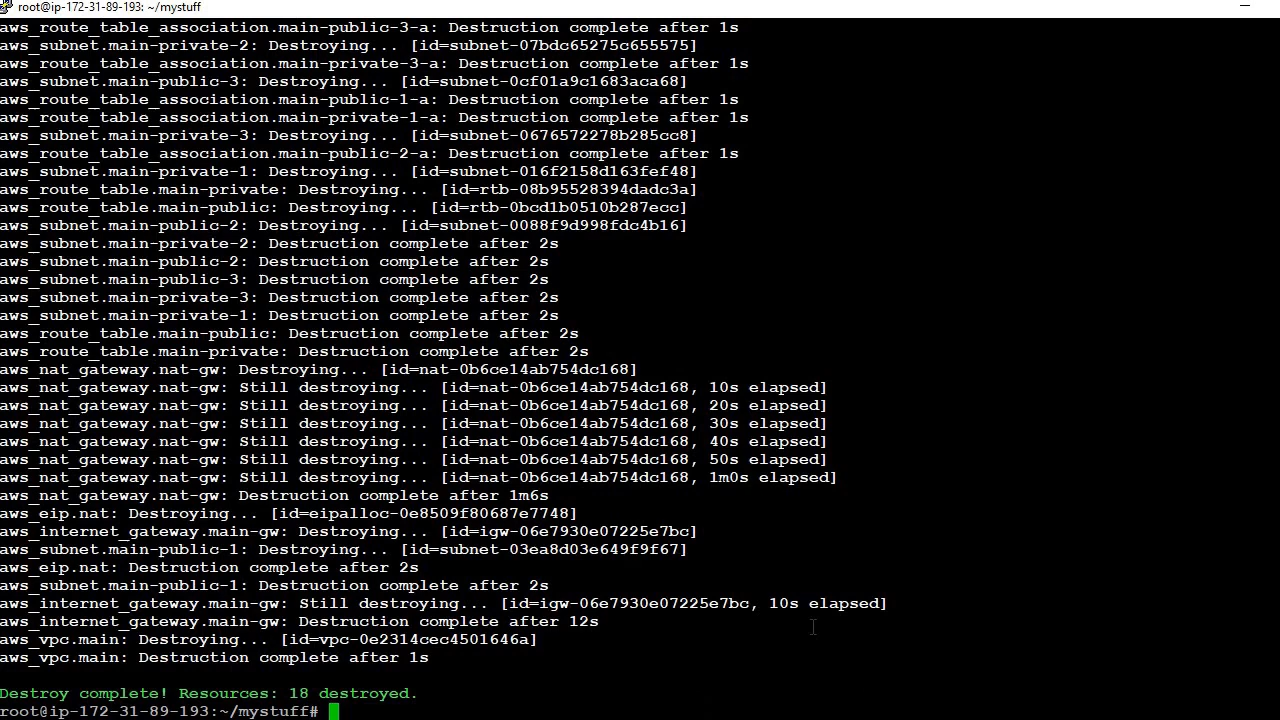 root@ip-172-31-89-193: ~/mystuff
aws_route_table_association.main-public-3-a: Destruction complete after 1s
aws_subnet.main-private-2: Destroying... [id=subnet-07bdc65275c655575]
aws_route_table_association.main-private-3-a: Destruction complete after 1s
aws_subnet.main-public-3: Destroying... [id=subnet-0cf01a9c1683aca68]
aws_route_table_association.main-public-1-a: Destruction complete after 1s
aws_route_table_association.main-private-1-a: Destruction complete after 1s
aws_subnet.main-private-3: Destroying... [id=subnet-0676572278b285cc8]
aws_route_table_association.main-public-2-a: Destruction complete after 1s
aws_subnet.main-private-1: Destroying... [id=subnet-016f2158d163fef48]
aws_route_table.main-private: Destroying... [id=rtb-08b95528394dadc3a]
aws_route_table.main-public: Destroying... [id=rtb-0bcd1b0510b287ecc]
aws_subnet.main-public-2: Destroying... [id=subnet-0088f9d998fdc4b16]
aws_subnet.main-private-2: Destruction complete after 2s
aws_subnet.main-public-2: Destruction complete after 2s
aws_subnet.main-public-3: Destruction complete after 2s
aws_subnet.main-private-3: Destruction complete after 2s
aws_subnet.main-private-1: Destruction complete after 2s
aws_route_table.main-public: Destruction complete after 2s
aws_route_table.main-private: Destruction complete after 2s
aws_nat_gateway.nat-gw: Destroying... [id=nat-0b6ce14ab754dc168]
aws_nat_gateway.nat-gw: Still destroying... [id=nat-0b6ce14ab754dc168, 10s elapsed]
aws_nat_gateway.nat-gw: Still destroying... [id=nat-0b6ce14ab754dc168, 20s elapsed]
aws_nat_gateway.nat-gw: Still destroying... [id=nat-0b6ce14ab754dc168, 30s elapsed]
aws_nat_gateway.nat-gw: Still destroying... [id=nat-0b6ce14ab754dc168, 40s elapsed]
aws_nat_gateway.nat-gw: Still destroying... [id=nat-0b6ce14ab754dc168, 50s elapsed]
aws_nat_gateway.nat-gw: Still destroying... [id=nat-0b6ce14ab754dc168, 1m0s elapsed]
aws_nat_gateway.nat-gw: Destruction complete after 1m6s
aws_eip.nat: Destroying... [id=eipalloc-0e8509f80687e7748]
aws_internet_gateway.main-gw: Destroying... [id=igw-06e7930e07225e7bc]
aws_subnet.main-public-1: Destroying... [id=subnet-03ea8d03e649f9f67]
aws_eip.nat: Destruction complete after 2s
aws_subnet.main-public-1: Destruction complete after 2s
aws_internet_gateway.main-gw: Still destroying... [id=igw-06e7930e07225e7bc, 10s elapsed]
aws_internet_gateway.main-gw: Destruction complete after 12s
aws_vpc.main: Destroying... [id=vpc-0e2314cec4501646a]
aws_vpc.main: Destruction complete after 1s
Destroy complete! Resources: 18 destroyed.
root@ip-172-31-89-193:~/mystuff#